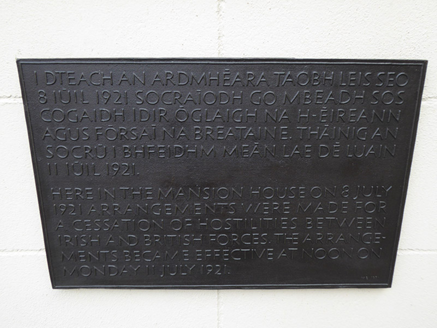 I DTEACH AN ARDMHÉARA TAOBH LEIS SEO
8 IÚIL 1921 SOCRAÍODH GO MBEADH SOS
COGAIDH IDIR ÓGLAIGH NA H-ÉIREANN
AGUS FORSAÍ NA BREATAINE. THÁINIG AN
SOCRÚ I BHFEIDHM MEÁN LAE DÉ LUAIN
11 IÚIL 1921.
HERE IN THE MANSION HOUSE ON 8 JULY
1921 ARRANGEMENTS WERE MADE FOR
A CESSATION OF HOSTILITIES BETWEEN
IRISH AND BRITISH FORCES. THE ARRANGE-
MENTS BECAME EFFECTIVE AT NOON ON
MONDAY 11 JULY 1921.